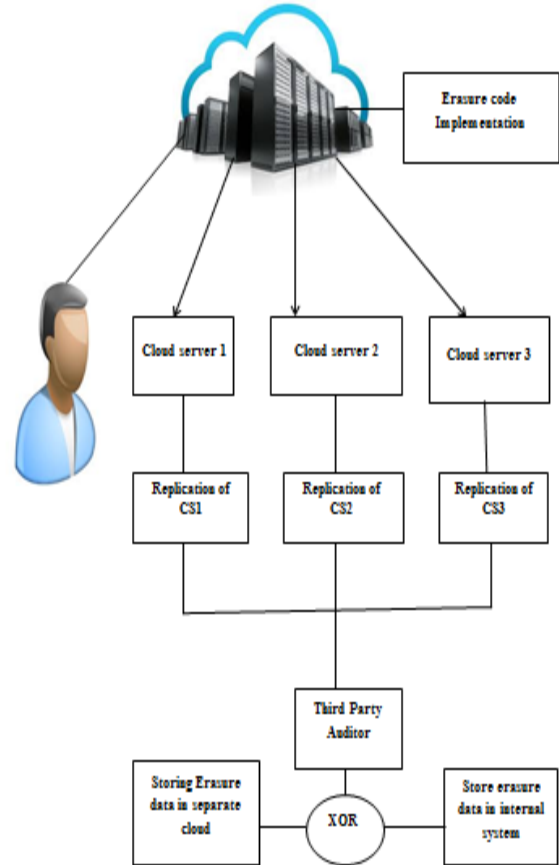 Erasure code
Implementation
Cloud server 1
Cloud server 2
Cloud server 3
Replication of
CS1
Replication of
CS2
Replication of
CS3
Third Party
Auditor
Storing Erasure
data in separate
cloud
XOR
Store erasure
data in internal
system